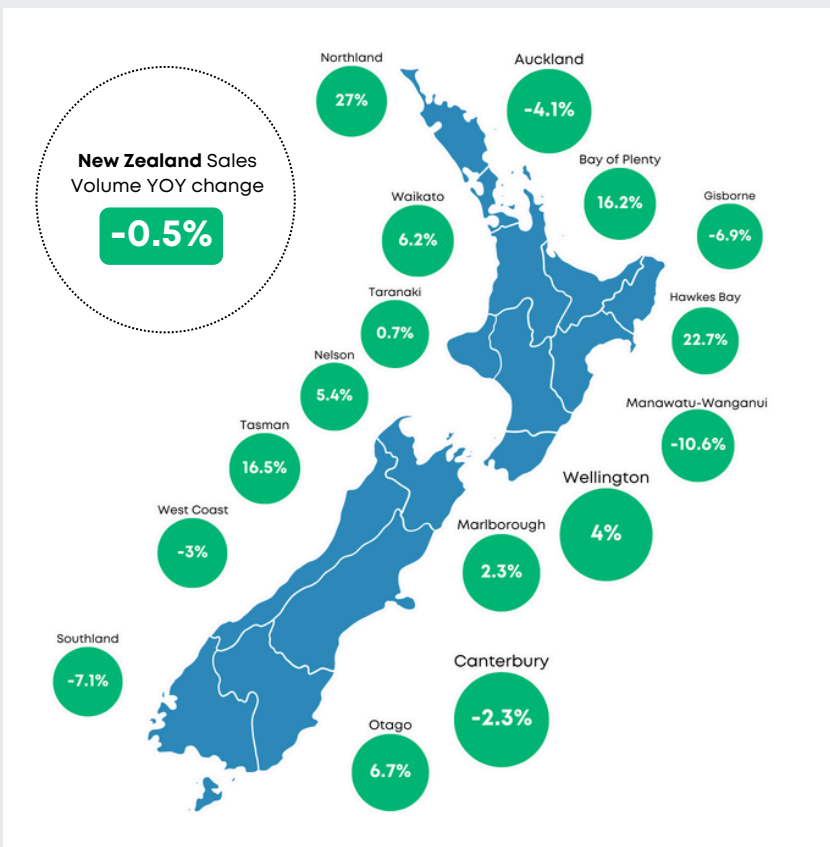 Northland
27%
Auckland
-4.1%
New Zealand Sales
Volume YOY change
-0.5%
Bay of Plenty
16.2%
Waikato
6.2%
Gisborne
-6.9%
Taranaki
0.7%
Hawkes Bay
22.7%
Nelson
5.4%
Manawatu-Wanganui
-10.6%
Tasman
16.5%
Wellington
4%
West Coast
-3%
Marlborough
2.3%
Southland
-7.1%
Canterbury
-2.3%
Otago
6.7%